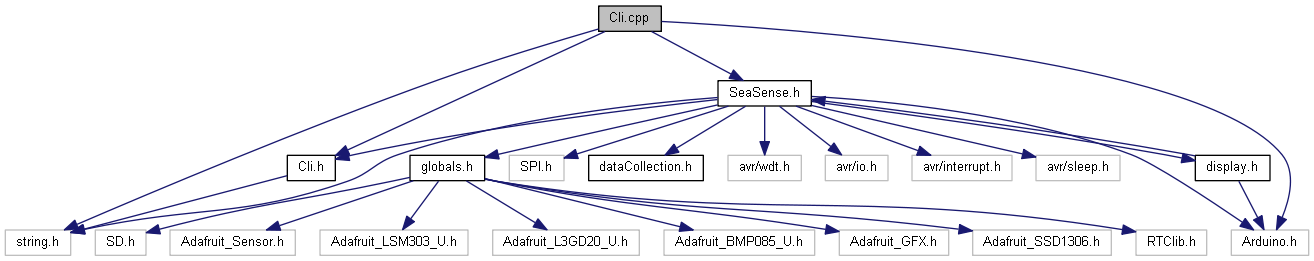 Cli.cpp
SeaSense.h
Cli.h
globals.h
SPI.h
dataCollection.h
avr/wdt.h
avr/io.h
avr/interrupt.h
avr/sleep.h
display.h
string.h
SD.h
Adafruit_Sensor.h
Adafruit_LSM303_U.h
Adafruit_L3GD20_U.h
Adafruit_BMP085_U.h
Adafruit_GFX.h
Adafruit_SSD1306.h
RTClib.h
Arduino.h